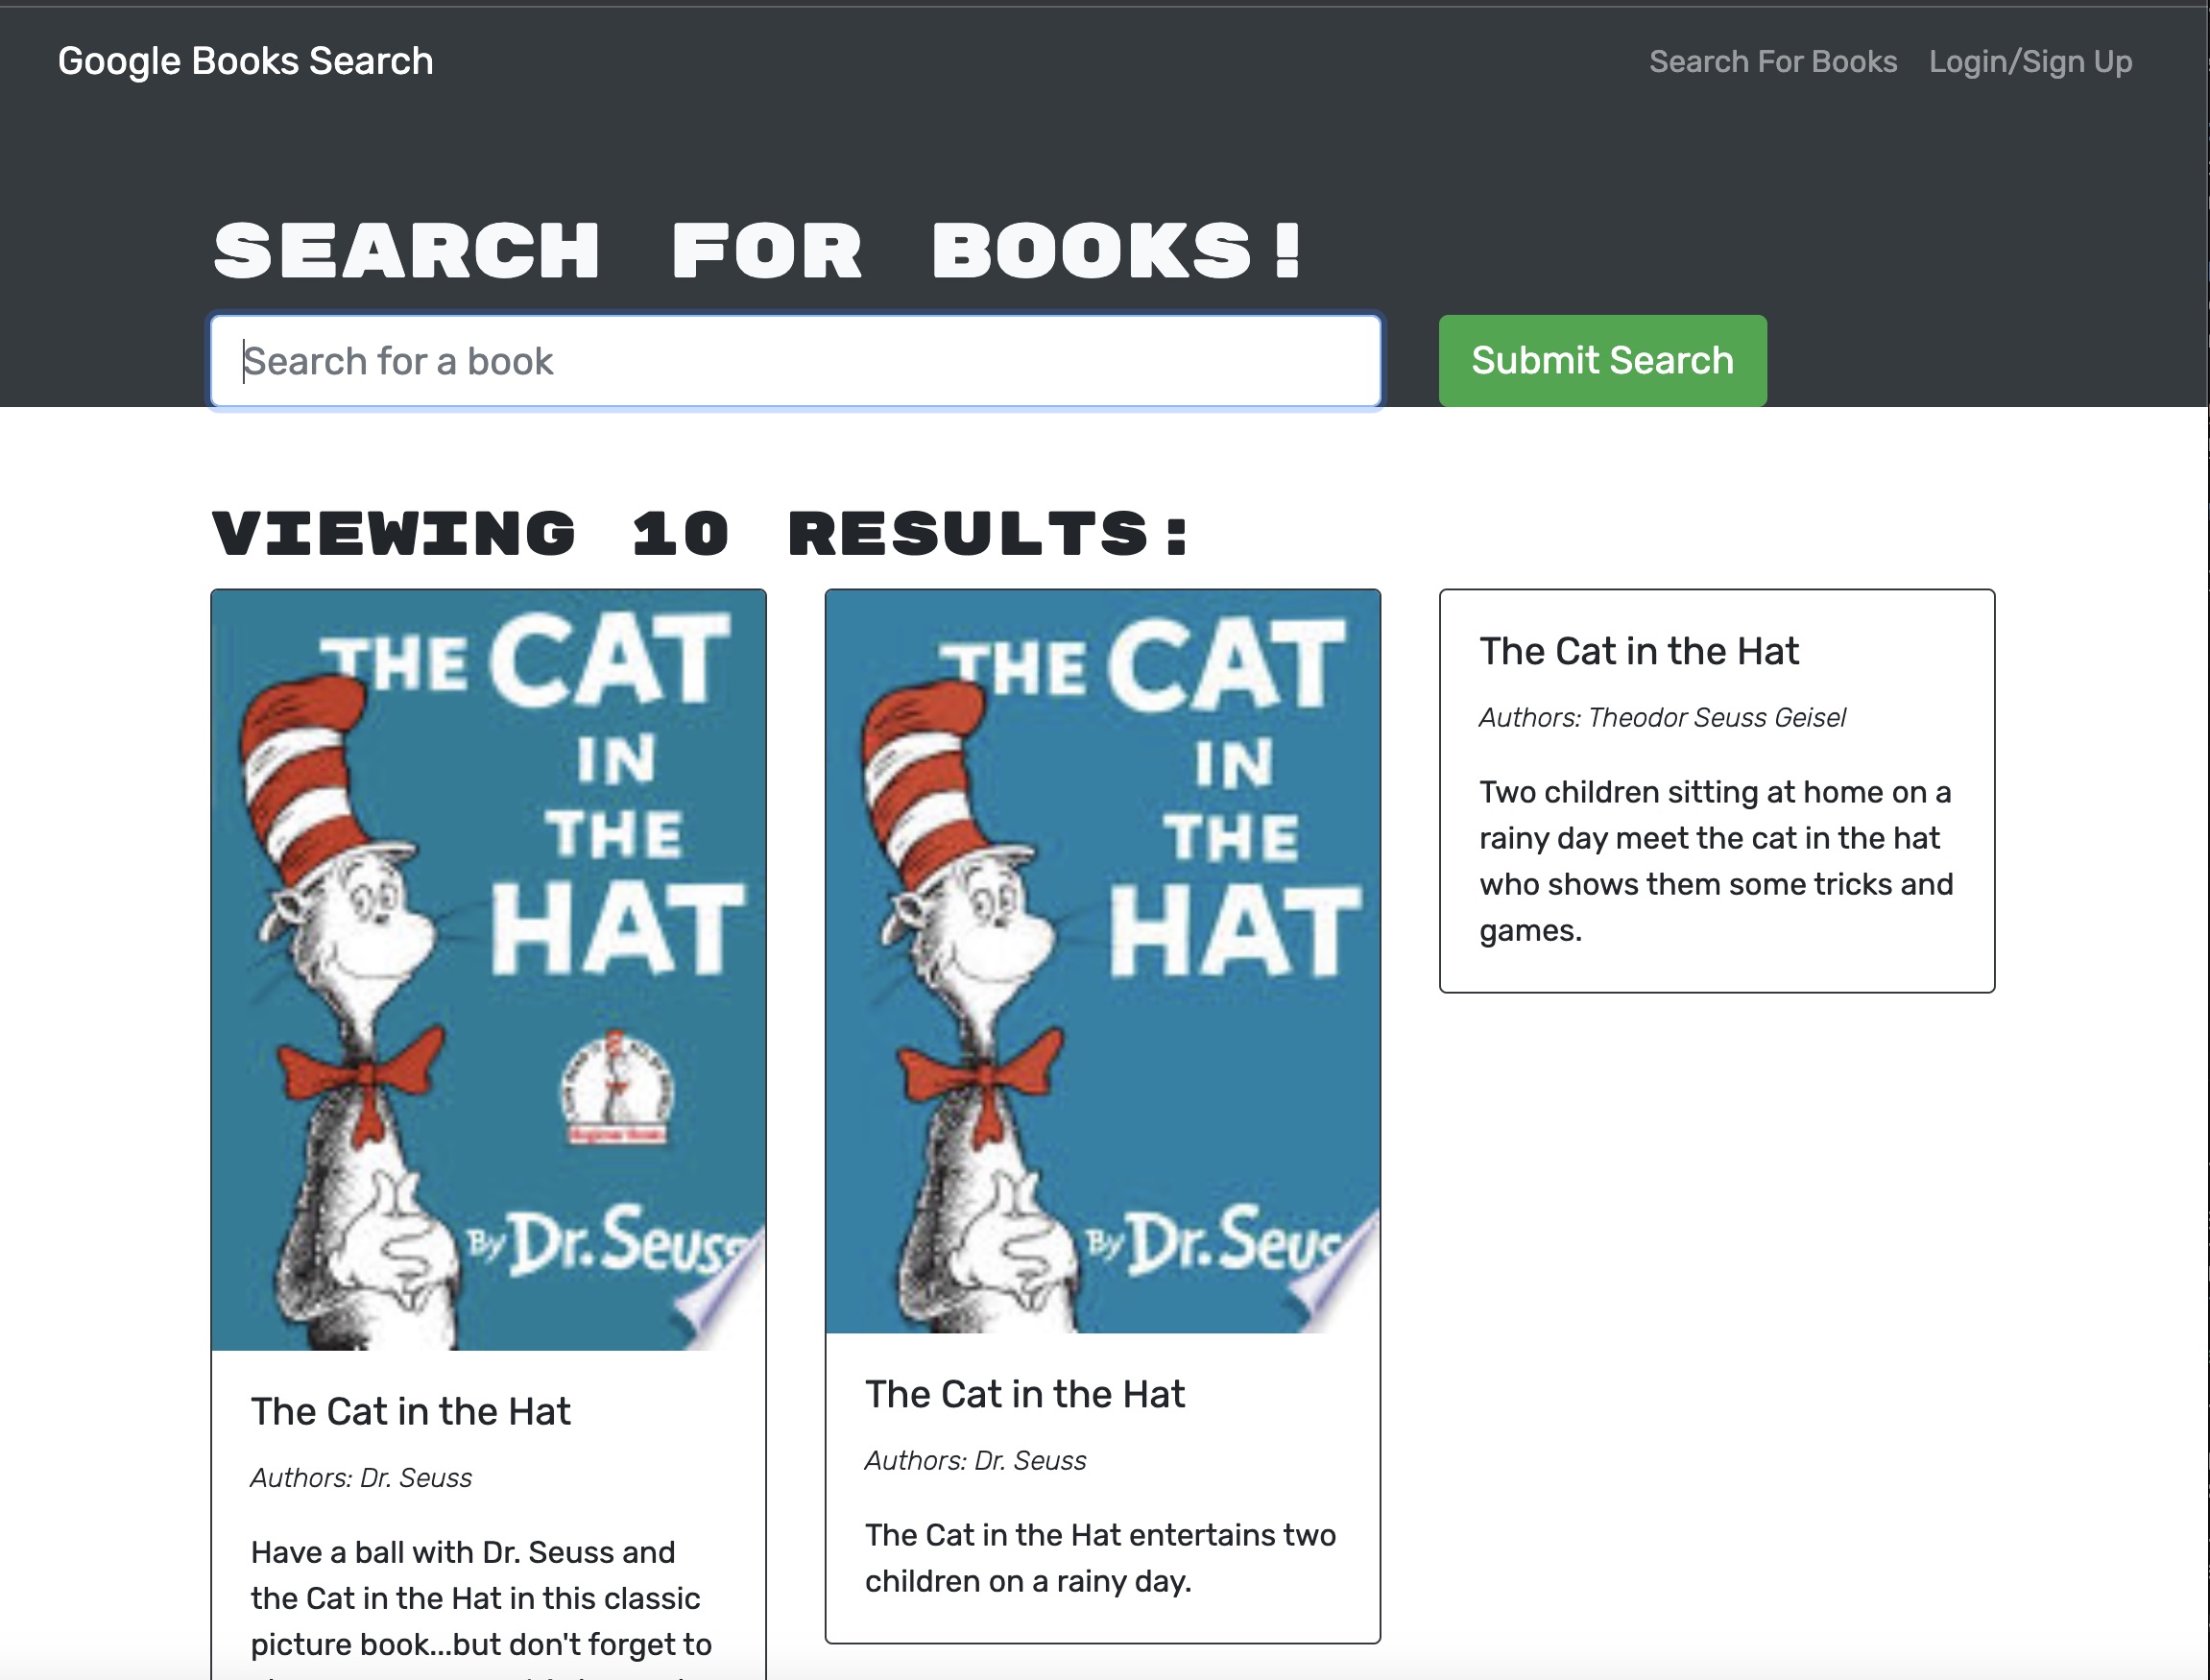 Google Books Search
Search For Books
Login/Sign Up
SEARCH FOR BOOKS!
Search for a book
Submit Search
VIEWING 10 RESULTS:
THE CAT
IN
THE
HAT
By Dr. Seuss
The Cat in the Hat
Authors: Dr. Seuss
Have a ball with Dr. Seuss and
the Cat in the Hat in this classic
picture book...but don't forget to
THE CAT
IN
THE
HAT
By Dr. Seus
The Cat in the Hat
Authors: Dr. Seuss
The Cat in the Hat entertains two
children on a rainy day.
The Cat in the Hat
Authors: Theodor Seuss Geisel
Two children sitting at home on a
rainy day meet the cat in the hat
who shows them some tricks and
games.